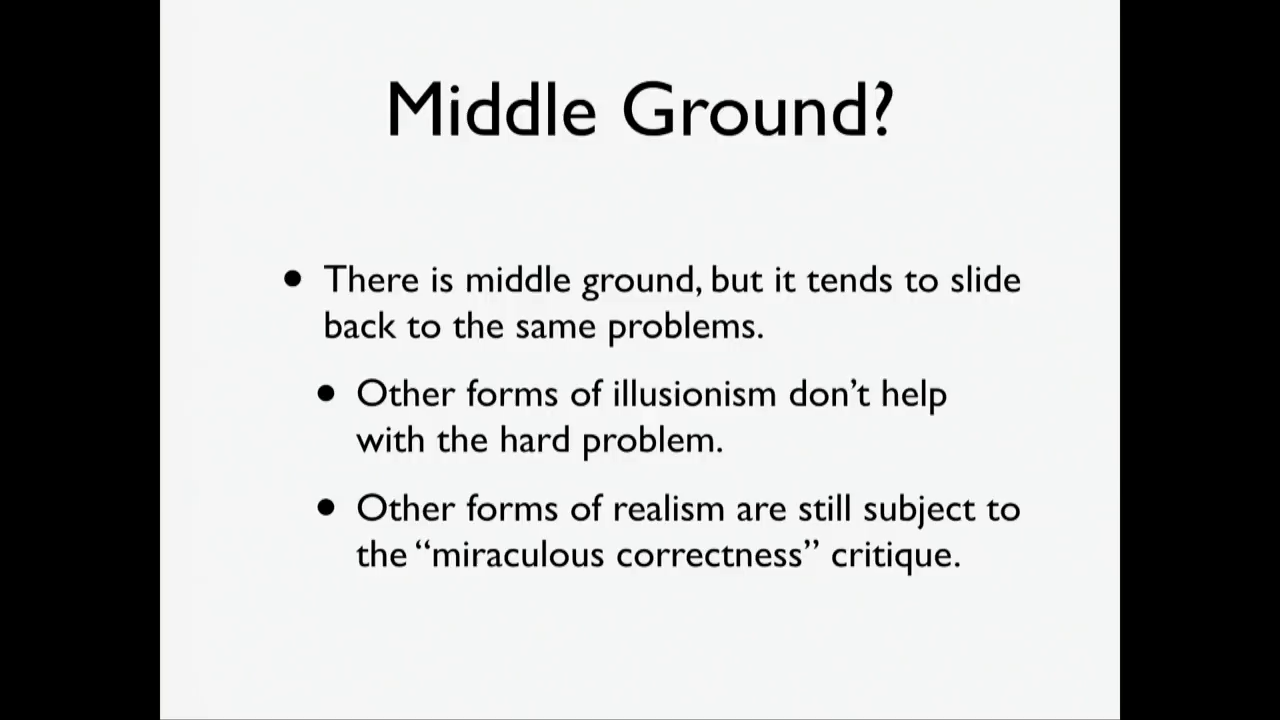 Middle Ground?
• There is middle ground, but it tends to slide
back to the same problems.
• Other forms of illusionism don’t help
with the hard problem.
• Other forms of realism are still subject to
the “miraculous correctness” critique.